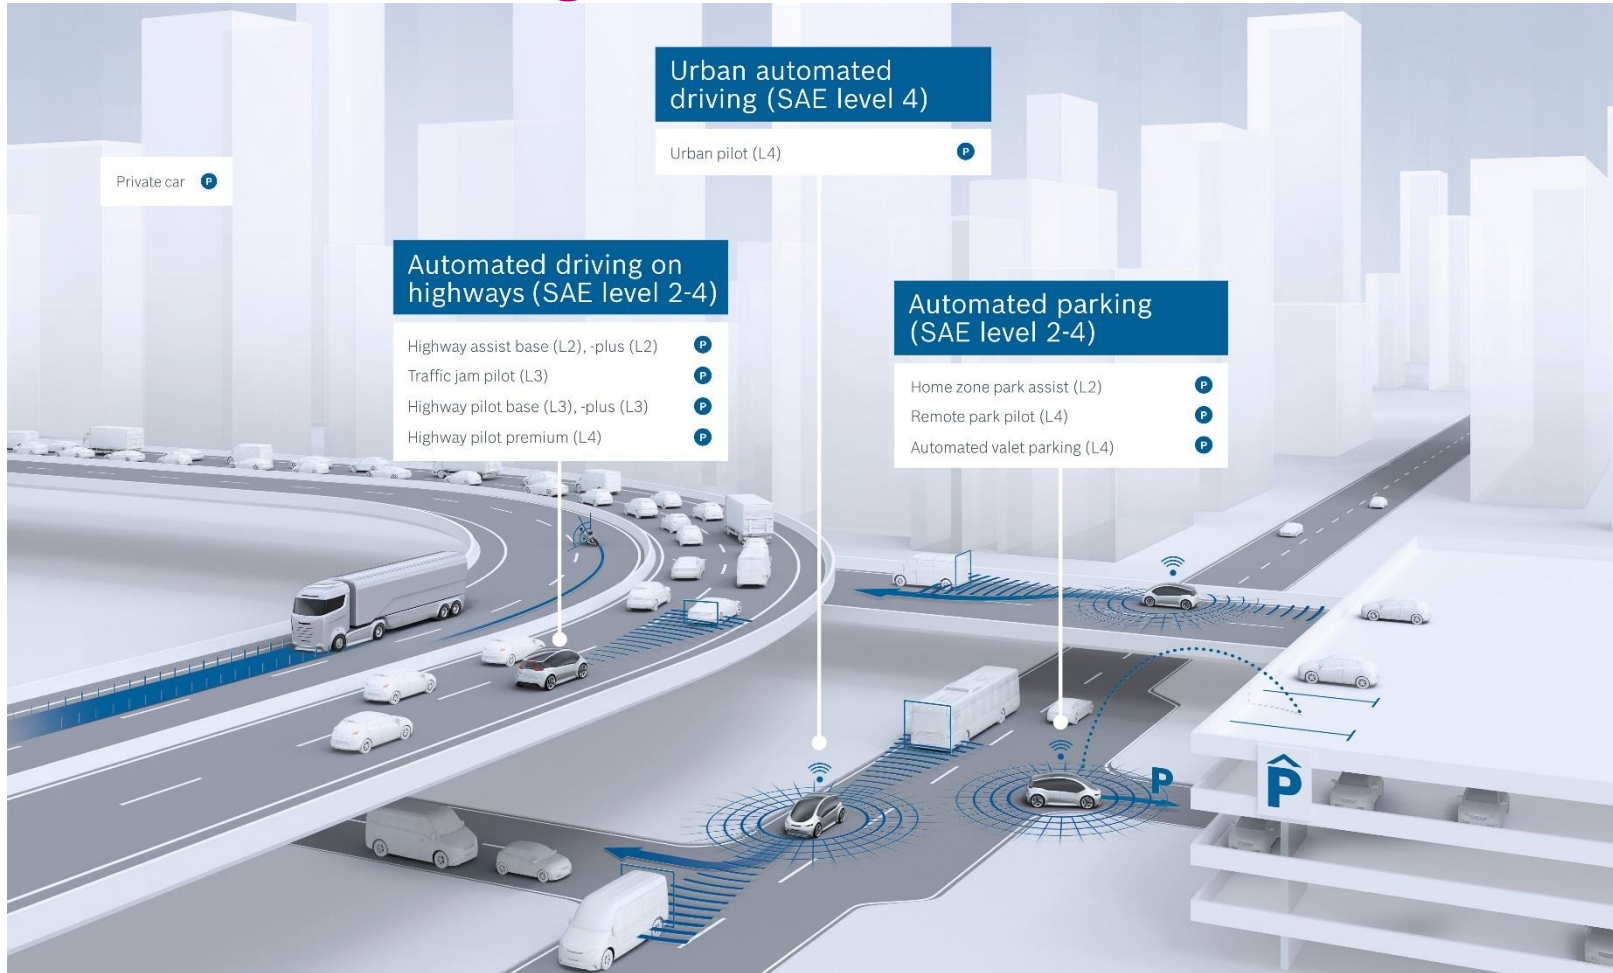 Urban automated
driving (SAE level 4)
Urban pilot (L4) P
Private car P
Automated driving on
highways (SAE level 2-4)
Highway assist base (L2), -plus (L2) P
Traffic jam pilot (L3) P
Highway pilot base (L3), -plus (L3) P
Highway pilot premium (L4) P
Automated parking
(SAE level 2-4)
Home zone park assist (L2) P
Remote park pilot (L4) P
Automated valet parking (L4) P
P
P